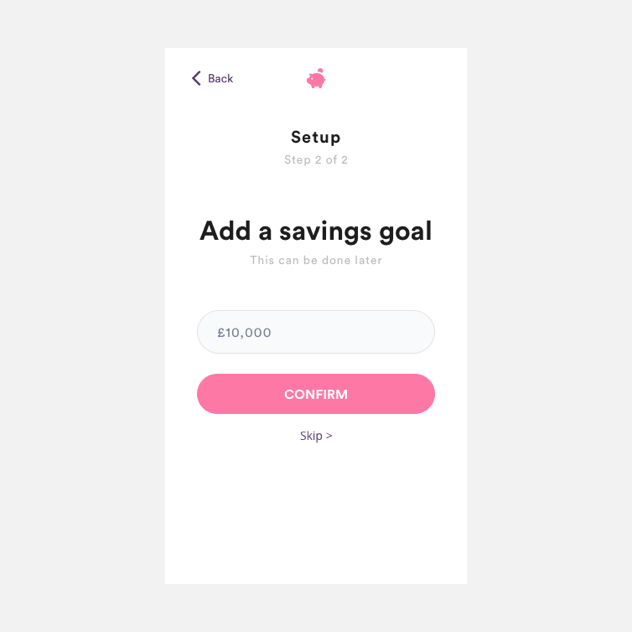 Back
Setup
Step 2 of 2
Add a savings goal
This can be done later
£10,000
CONFIRM
Skip >